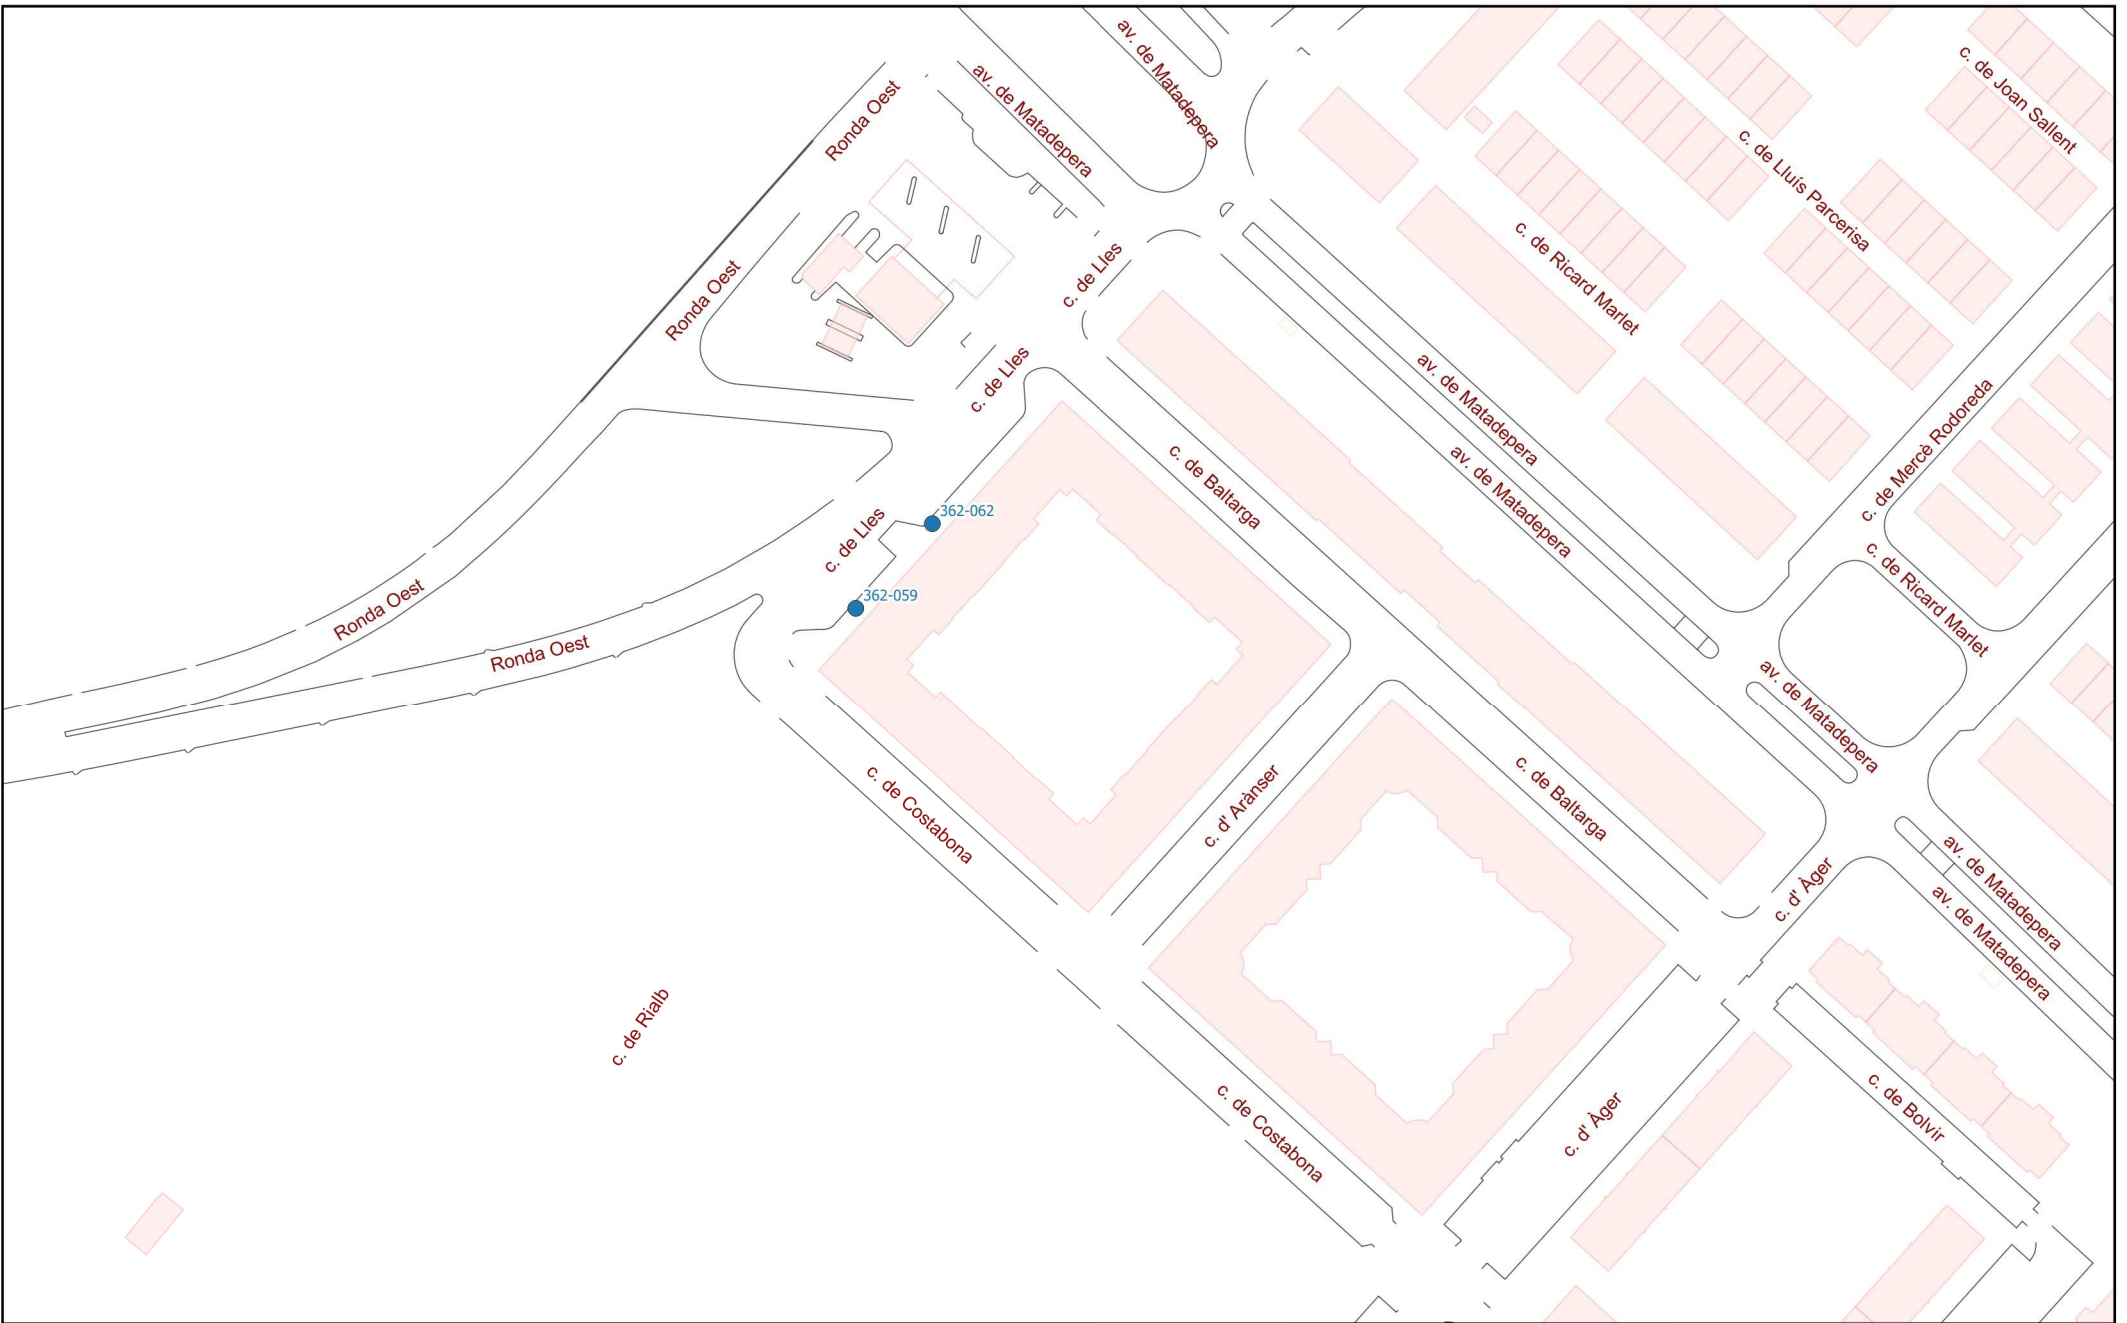 av. de Matadepera
av. de Matadepera
Ronda Oest
c. de Joan Sallent
c. de Lluís Parcerisa
c. de Ricard Marlet
c. de Lles
Ronda Oest
c. de Lles
av. de Matadepera
av. de Matadepera
c. de Mercè Rodoreda
c. de Baltarga
362-062
c. de Lles
362-059
Ronda Oest
Ronda Oest
c. de Ricard Marlet
av. de Matadepera
c. de Costabona
c. d' Arànser
c. de Baltarga
c. d' Àger
av. de Matadepera
av. de Matadepera
c. de Rialb
c. de Costabona
c. d' Àger
c. de Bolvir